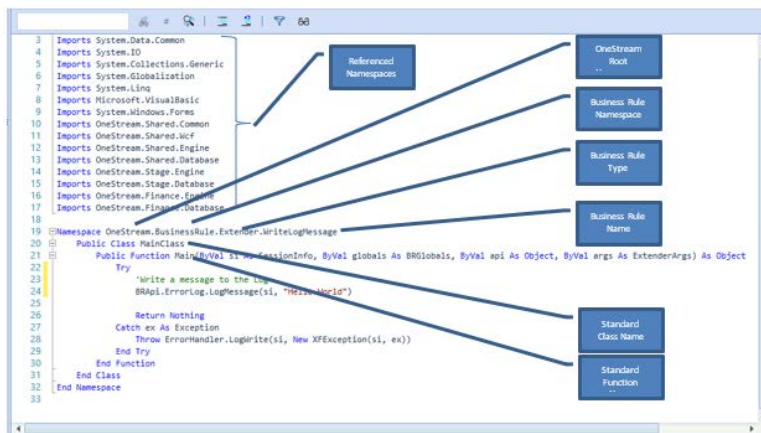 3 Imports System.Data.Common
4 Imports System.IO
5 Imports System.Collections.Generic
6 Imports System.Globalization
7 Imports System.Linq
8 Imports Microsoft.VisualBasic
9 Imports System.Windows.Forms
10 Imports OneStream.Shared.Common
11 Imports OneStream.Shared.Wcf
12 Imports OneStream.Shared.Engine
13 Imports OneStream.Shared.Database
14 Imports OneStream.Stage.Engine
15 Imports OneStream.Stage.Database
16 Imports OneStream.Finance.Engine
17 Imports OneStream.Finance.Database
18
19 Namespace OneStream.BusinessRule.Extender.WriteLogMessage
20 Public Class MainClass
21 Public Function Main(ByVal si As SessionInfo, ByVal globals As BRGlobals, ByVal api As Object, ByVal args As ExtenderArgs) As Object
22 Try
23 'Write a message to the Log
24 BRApi.ErrorLog.LogMessage(si, "Hello World")
25
26 Return Nothing
27 Catch ex As Exception
28 Throw ErrorHandler.LogWrite(si, New XFException(si, ex))
29 End Try
30 End Function
31 End Class
32 End Namespace
33
Referenced
Namespaces
OneStream
Root
Business Rule
Namespace
Business Rule
Type
Business Rule
Name
Standard
Class Name
Standard
Function